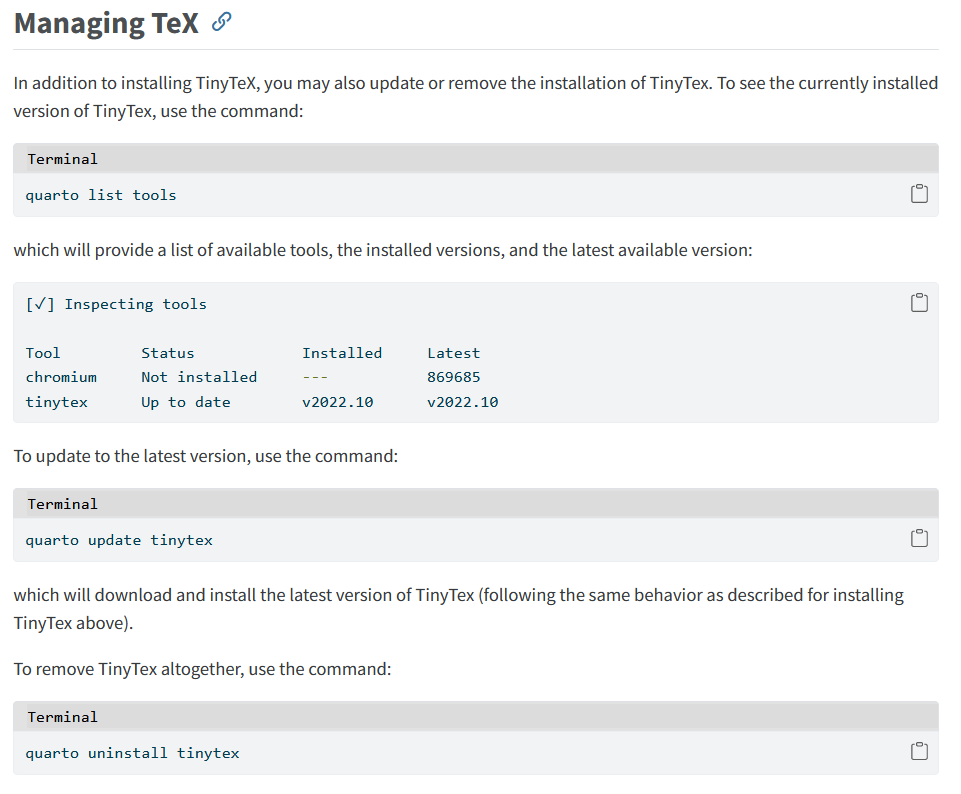 Managing TeX
In addition to installing TinyTeX, you may also update or remove the installation of TinyTex. To see the currently installed
version of TinyTex, use the command:
Terminal
quarto list tools
which will provide a list of available tools, the installed versions, and the latest available version:
[✓] Inspecting tools
Tool Status Installed Latest
chromium Not installed --- 869685
tinytex Up to date v2022.10 v2022.10
To update to the latest version, use the command:
Terminal
quarto update tinytex
which will download and install the latest version of TinyTex (following the same behavior as described for installing
TinyTex above).
To remove TinyTex altogether, use the command:
Terminal
quarto uninstall tinytex